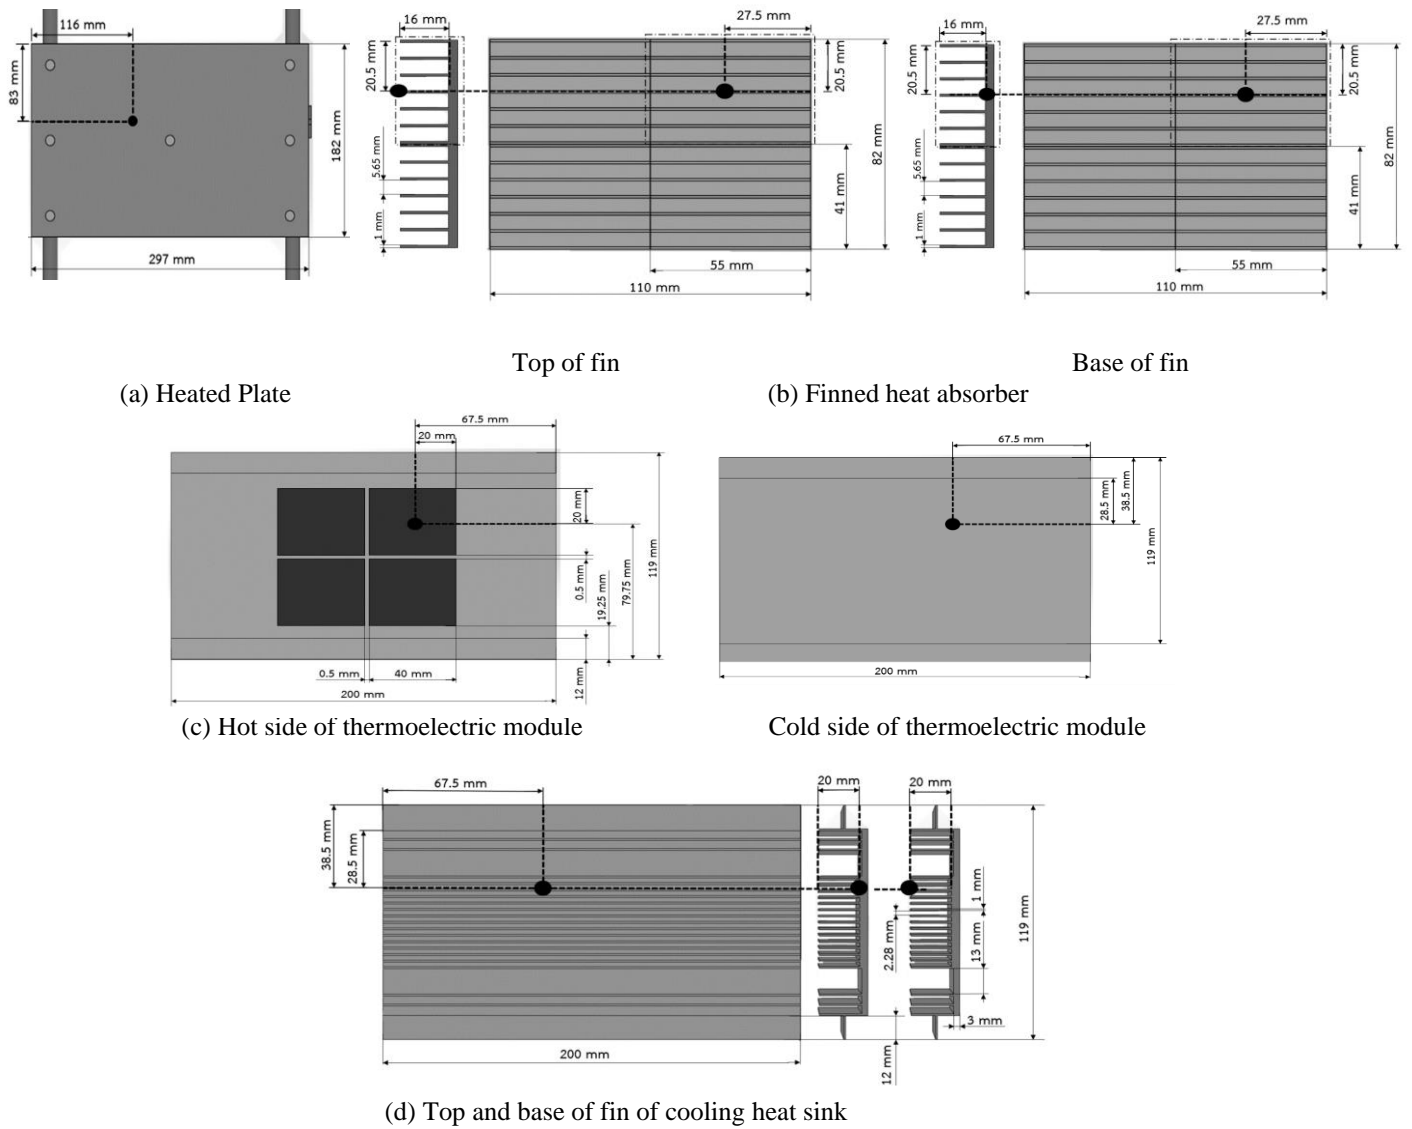 116 mm
83 mm
182 mm
297 mm
16 mm
20.5 mm
5.65 mm
1 mm
27.5 mm
20.5 mm
82 mm
41 mm
55 mm
110 mm
16 mm
20.5 mm
5.65 mm
1 mm
27.5 mm
20.5 mm
82 mm
41 mm
55 mm
110 mm
Top of fin
Base of fin
(a) Heated Plate
(b) Finned heat absorber
67.5 mm
20 mm
20 mm
0.5 mm
19.25 mm
79.75 mm
119 mm
0.5 mm
40 mm
12 mm
200 mm
67.5 mm
28.5 mm
38.5 mm
119 mm
200 mm
(c) Hot side of thermoelectric module
Cold side of thermoelectric module
67.5 mm
38.5 mm
28.5 mm
200 mm
20 mm
20 mm
2.28 mm
1 mm
13 mm
119 mm
3 mm
12 mm
(d) Top and base of fin of cooling heat sink